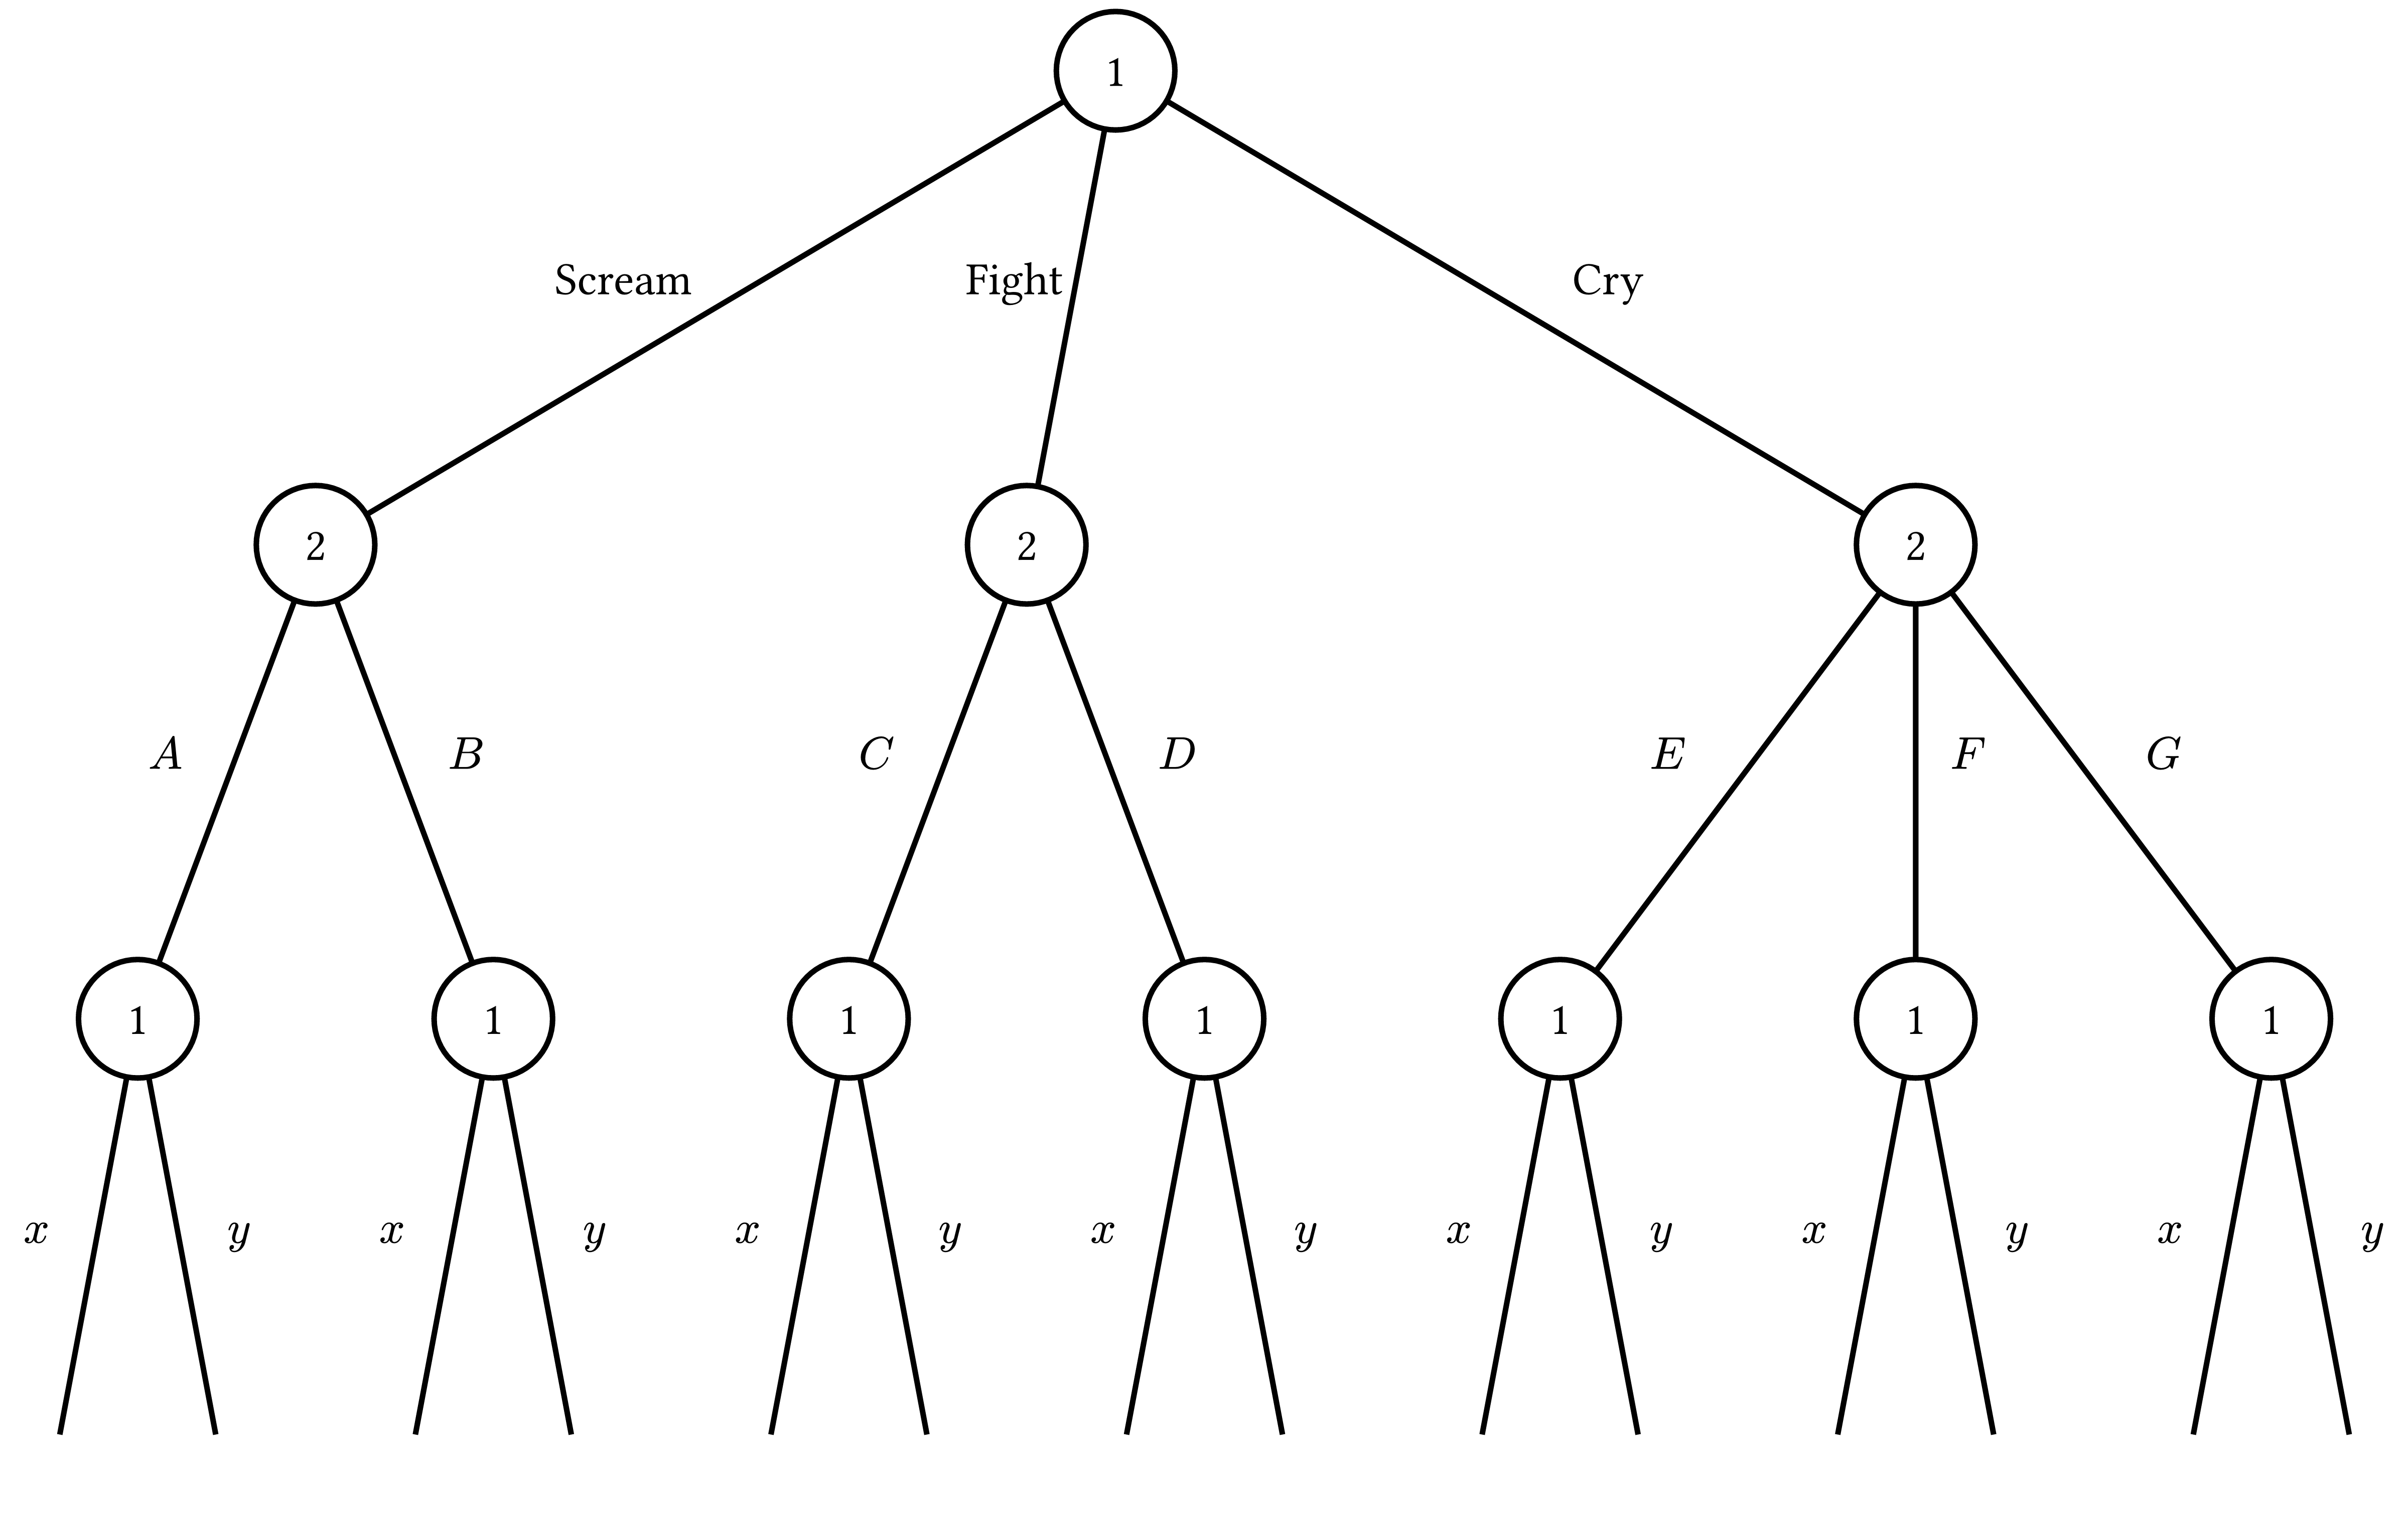 1
Scream Fight Cry
2 2 2
A B C D E F G
1 1 1 1 1 1 1
x y x y x y x y x y x y x y